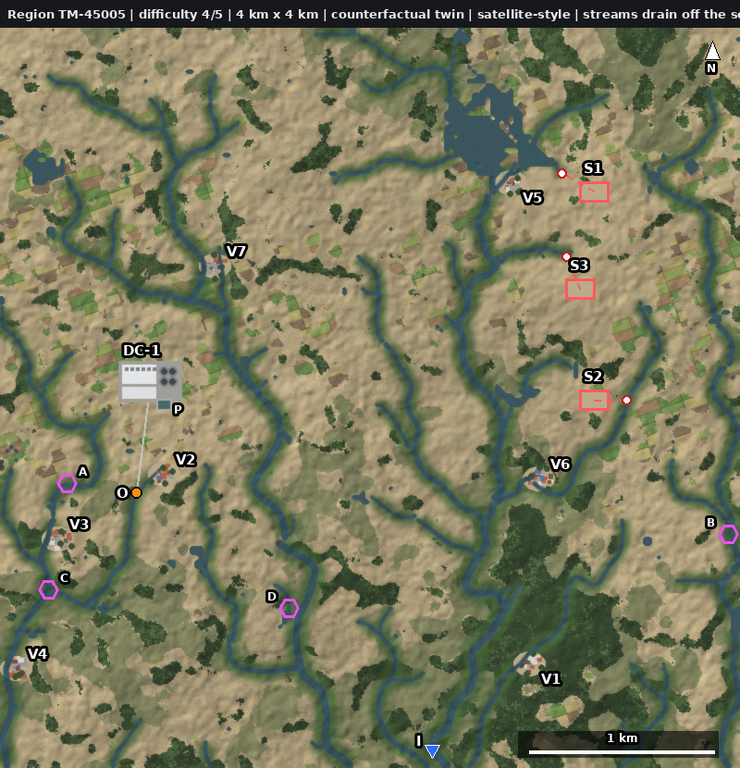 Region TM-45005 | difficulty 4/5 | 4 km x 4 km | counterfactual twin | satellite-style | streams drain off the
N
S1
V5
V7
S3
DC-1
P
S2
V2
A
V6
O
V3
B
C
D
V4
V1
I
1 km